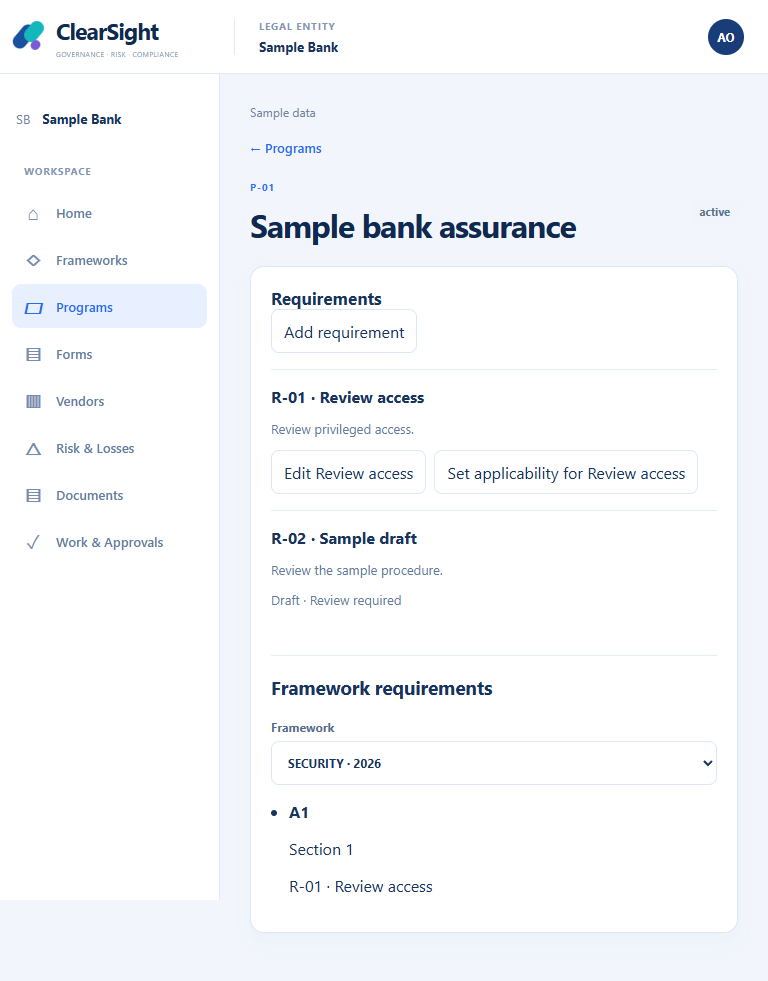 ClearSight
GOVERNANCE · RISK · COMPLIANCE
LEGAL ENTITY
Sample Bank
AO
SB Sample Bank
WORKSPACE
Home
Frameworks
Programs
Forms
Vendors
Risk & Losses
Documents
Work & Approvals
Sample data
← Programs
P-01
Sample bank assurance
active
Requirements
Add requirement
R-01 · Review access
Review privileged access.
Edit Review access
Set applicability for Review access
R-02 · Sample draft
Review the sample procedure.
Draft · Review required
Framework requirements
Framework
SECURITY · 2026
• A1
Section 1
R-01 · Review access